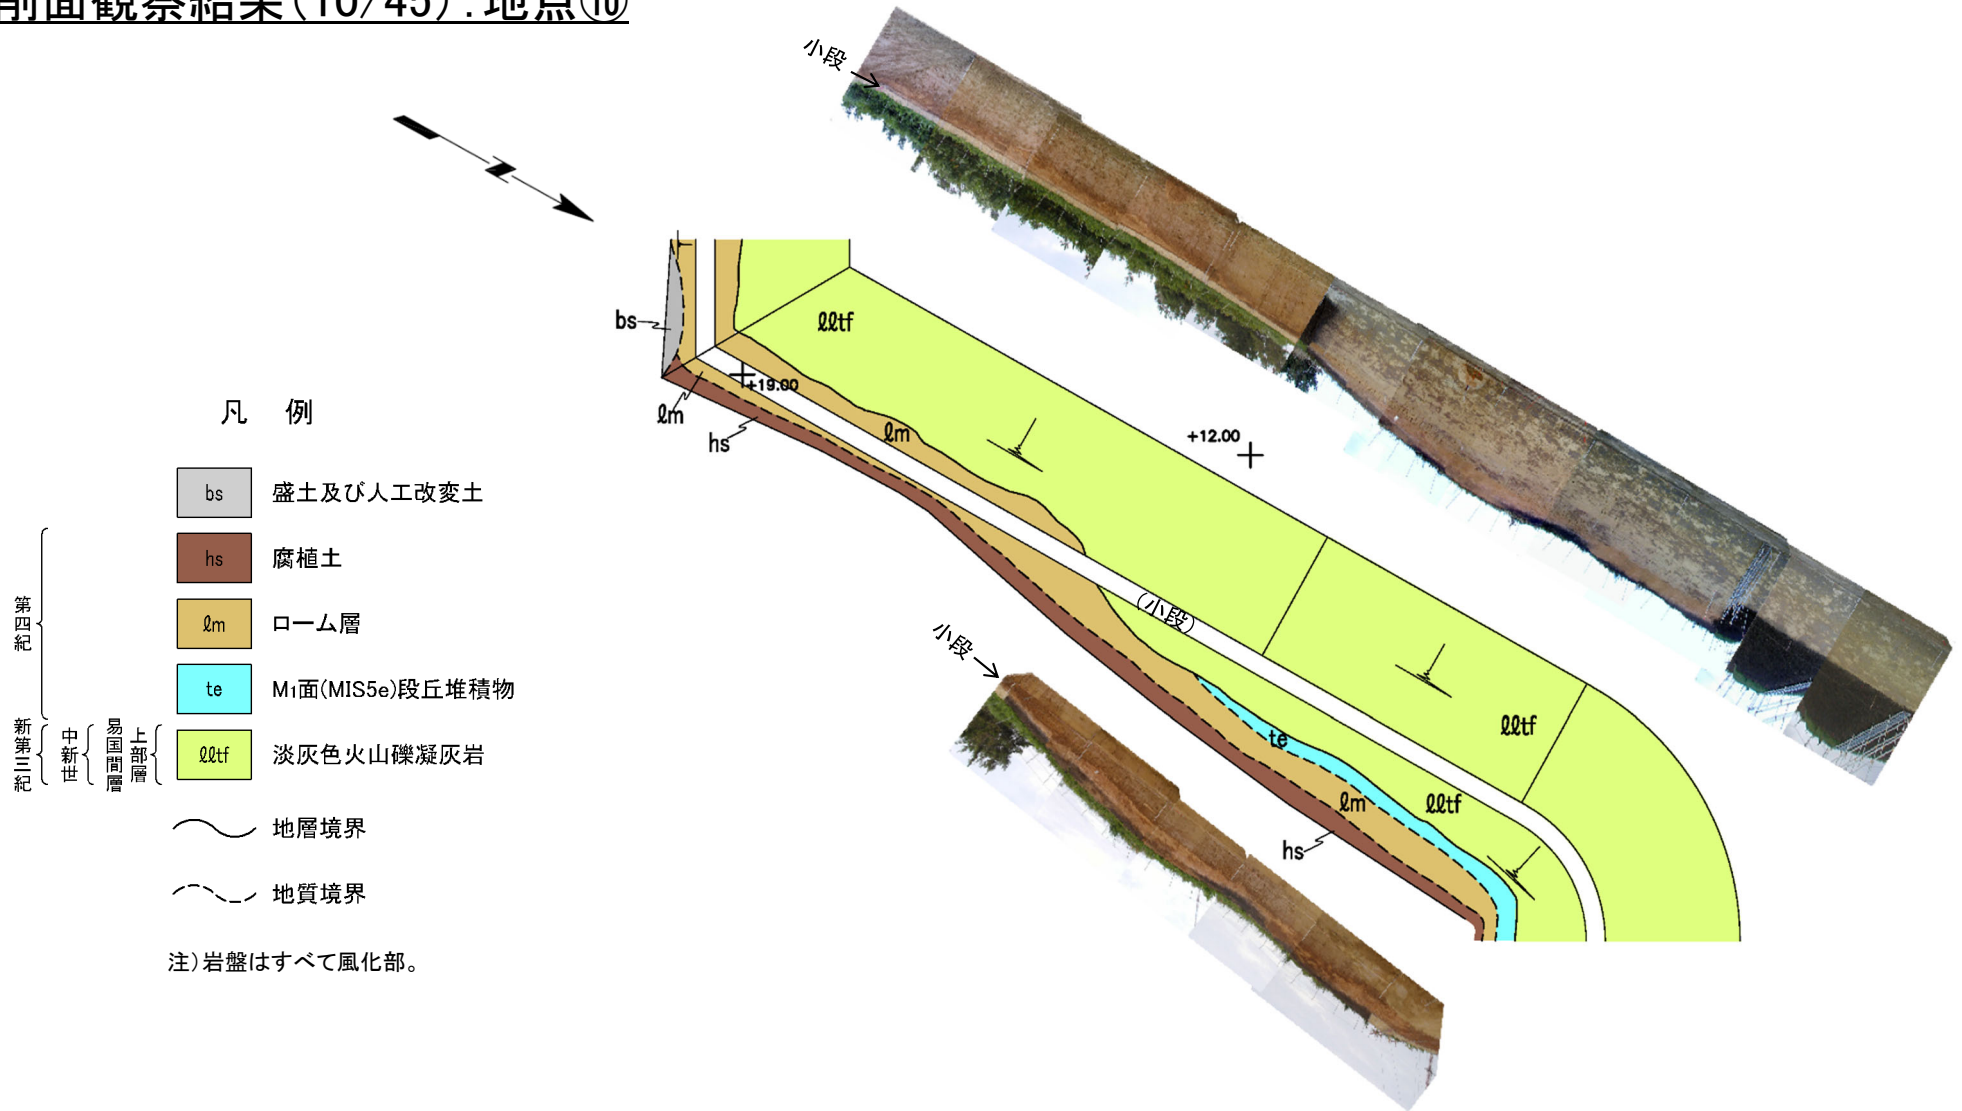 前面観察結果(10/45):地点⑩
小段
N
bs
ℓℓtf
+19.00
ℓm
hs
ℓm
+12.00
(小段)
小段
te
ℓℓtf
ℓm
ℓℓtf
hs
凡 例
bs 盛土及び人工改変土
hs 腐植土
ℓm ローム層
te M₁面(MIS5e)段丘堆積物
ℓℓtf 淡灰色火山礫凝灰岩
第四紀
新第三紀
中新世
易国間層
上部層
地層境界
地質境界
注)岩盤はすべて風化部。